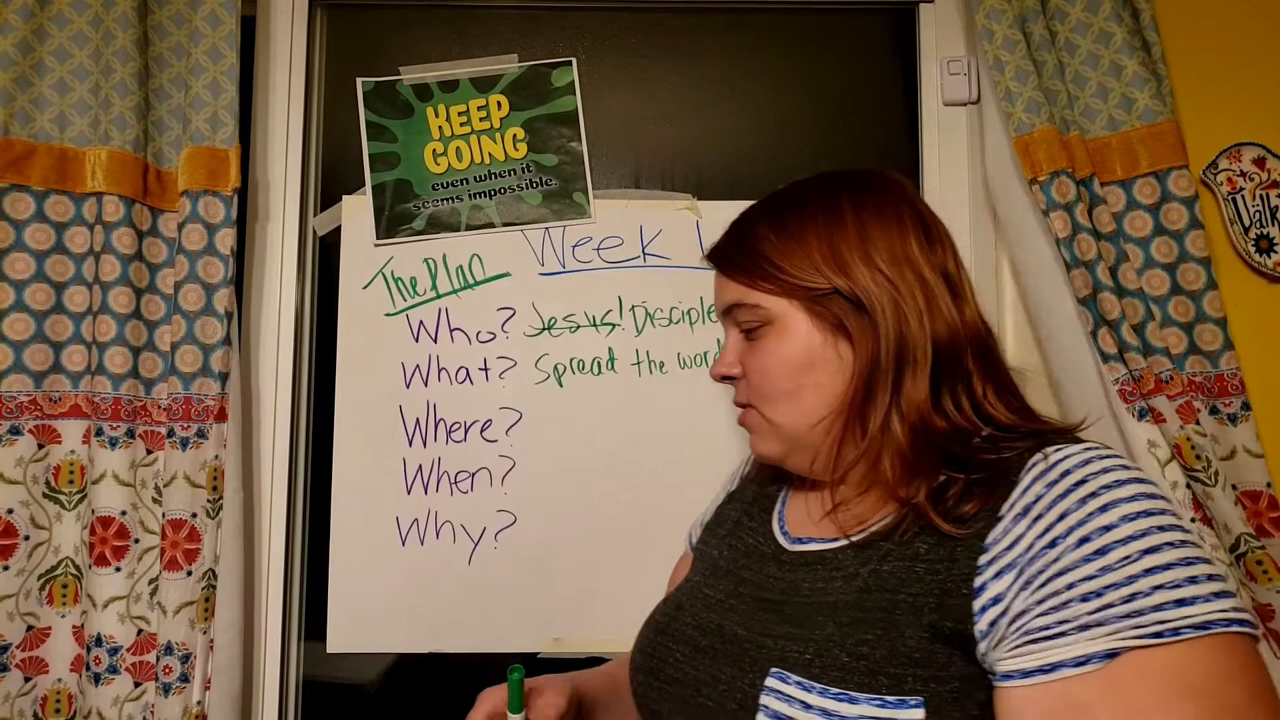 KEEP
GOING
even when it
seems impossible.
The Plan
Week
Who? Jesus! Disciple
What? Spread the word
Where?
When?
Why?